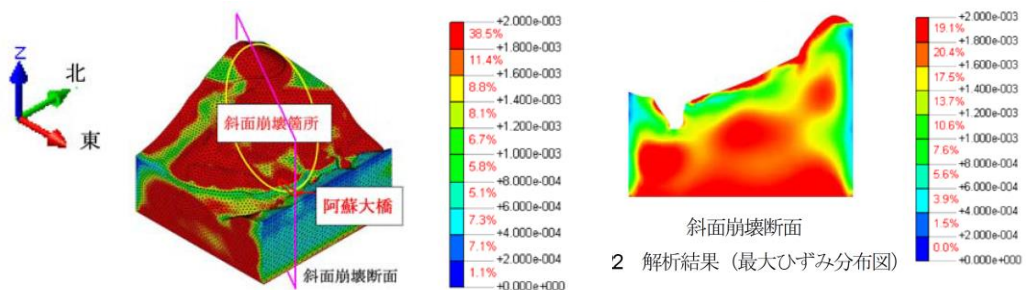 Z
北
東
斜面崩壊箇所
阿蘇大橋
斜面崩壊断面
+2.000e-003
38.5%
+1.800e-003
11.4%
+1.600e-003
8.8%
+1.400e-003
8.1%
+1.200e-003
6.7%
+1.000e-003
5.8%
+8.000e-004
5.1%
+6.000e-004
7.3%
+4.000e-004
7.1%
+2.000e-004
1.1%
+0.000e+000
斜面崩壊断面
2 解析結果（最大ひずみ分布図）
+2.000e-003
19.1%
+1.800e-003
20.4%
+1.600e-003
17.5%
+1.400e-003
13.7%
+1.200e-003
10.6%
+1.000e-003
7.6%
+8.000e-004
5.6%
+6.000e-004
3.9%
+4.000e-004
1.5%
+2.000e-004
0.0%
+0.000e+000